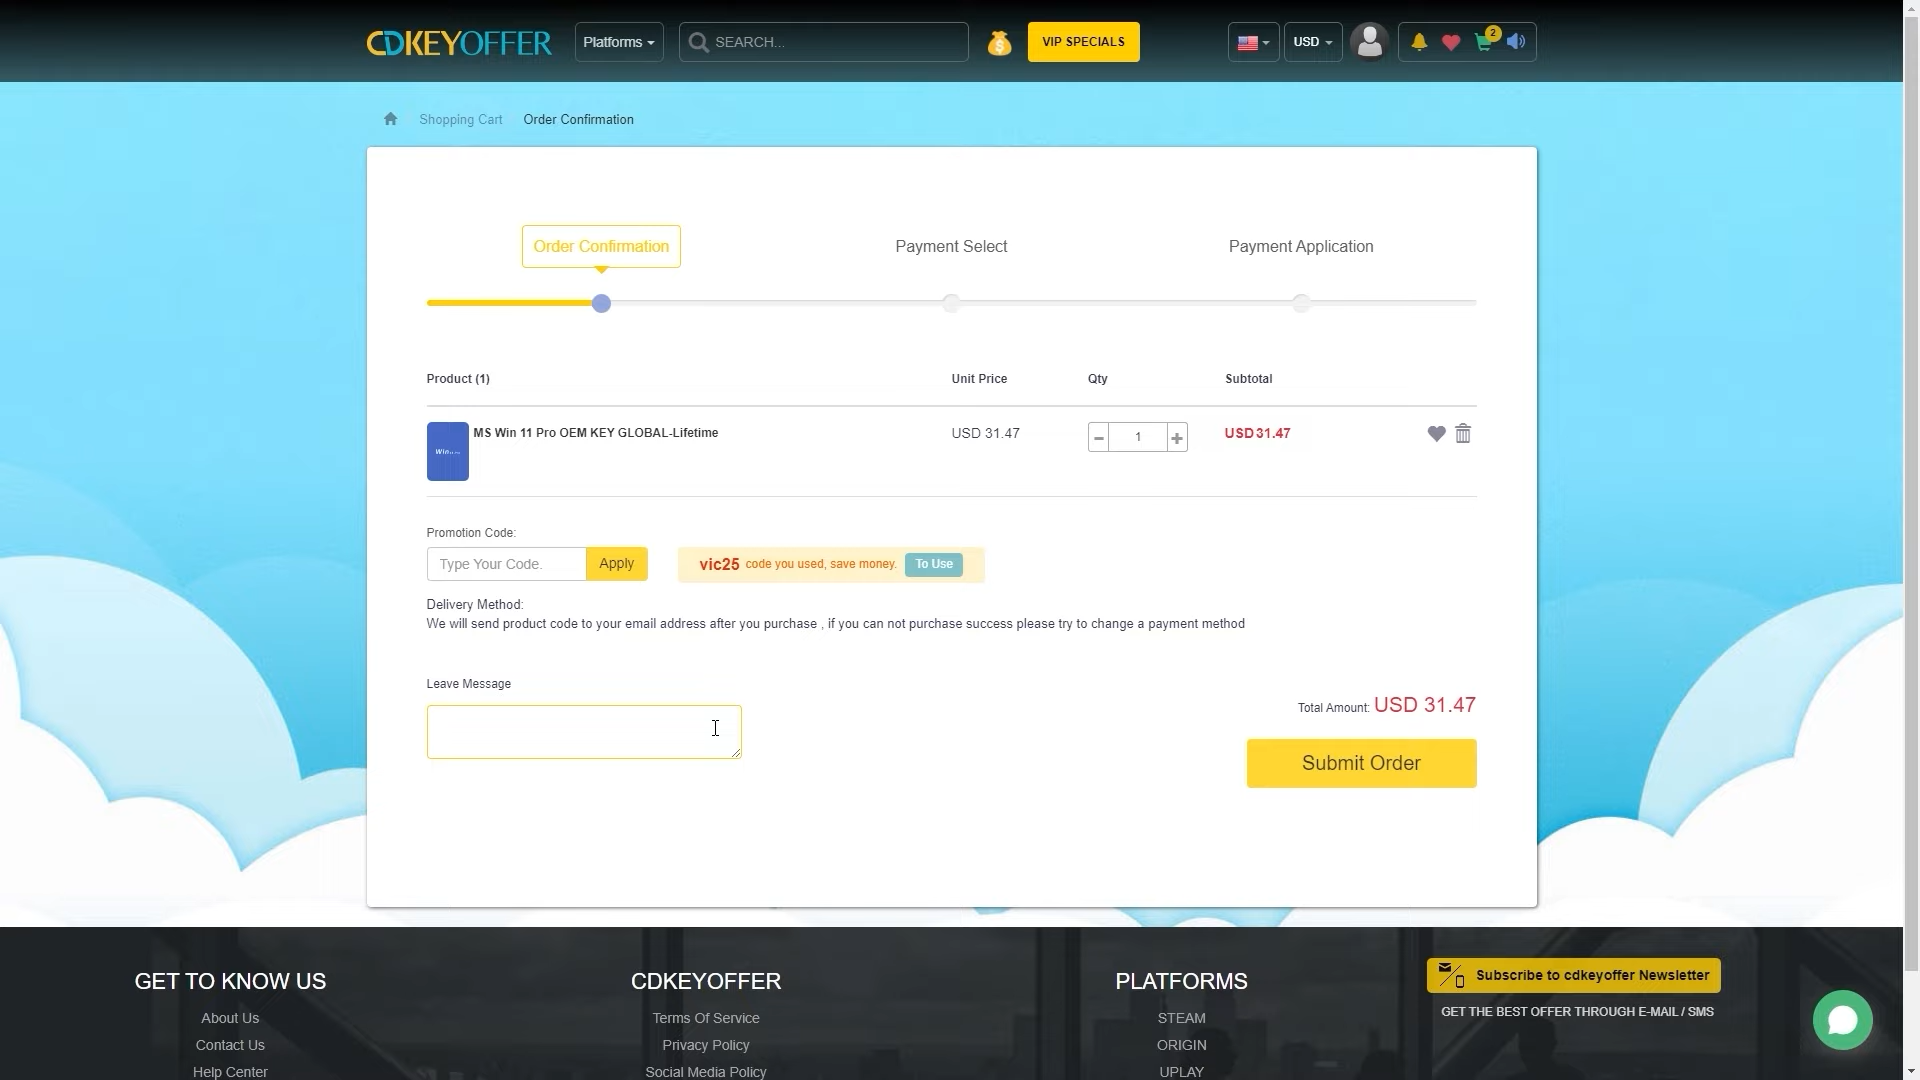 CDKEYOFFER
Platforms
SEARCH...
VIP SPECIALS
USD
2
Shopping Cart
Order Confirmation
Order Confirmation
Payment Select
Payment Application
Product (1)
Unit Price
Qty
Subtotal
Win 11 Pro
MS Win 11 Pro OEM KEY GLOBAL-Lifetime
USD 31.47
1
USD31.47
Promotion Code:
Type Your Code.
Apply
vic25 code you used, save money.
To Use
Delivery Method:
We will send product code to your email address after you purchase , if you can not purchase success please try to change a payment method
Leave Message
Total Amount: USD 31.47
Submit Order
GET TO KNOW US
CDKEYOFFER
PLATFORMS
Subscribe to cdkeyoffer Newsletter
GET THE BEST OFFER THROUGH E-MAIL / SMS
About Us
Terms Of Service
STEAM
Contact Us
Privacy Policy
ORIGIN
Help Center
Social Media Policy
UPLAY